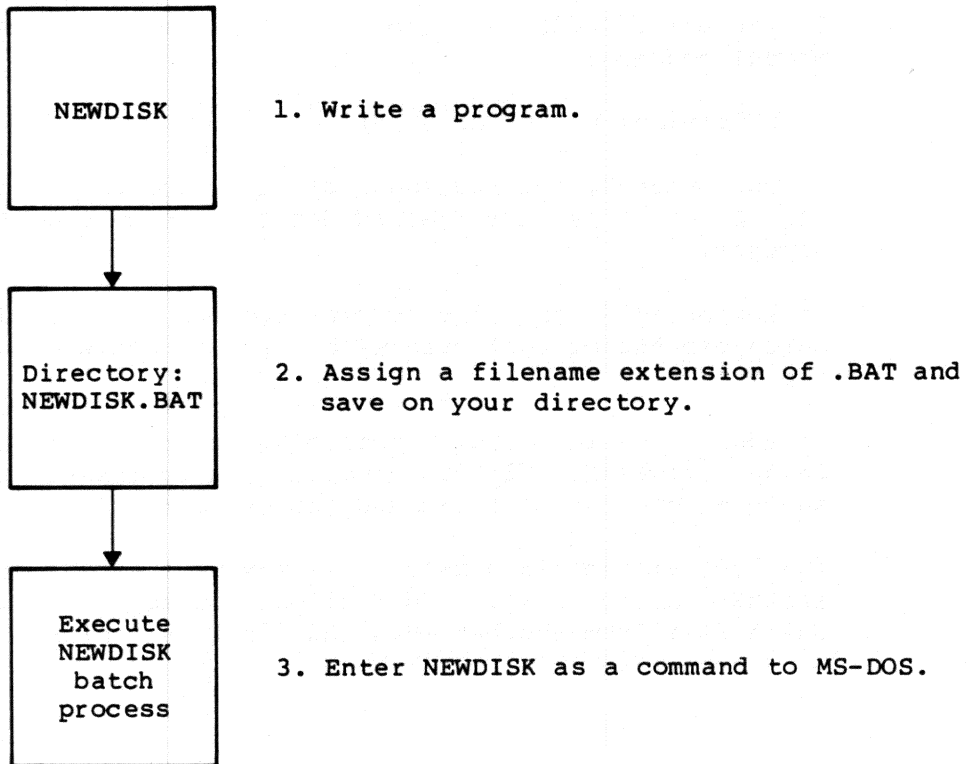 NEWDISK
1. Write a program.
Directory:
NEWDISK.BAT
2. Assign a filename extension of .BAT and
save on your directory.
Execute
NEWDISK
batch
process
3. Enter NEWDISK as a command to MS-DOS.